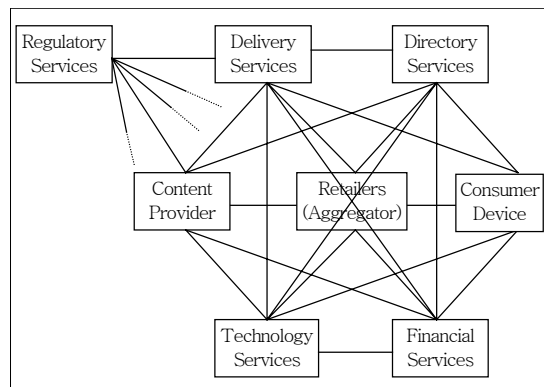 Regulatory
Services
Delivery
Services
Directory
Services
Content
Provider
Retailers
(Aggregator)
Consumer
Device
Technology
Services
Financial
Services